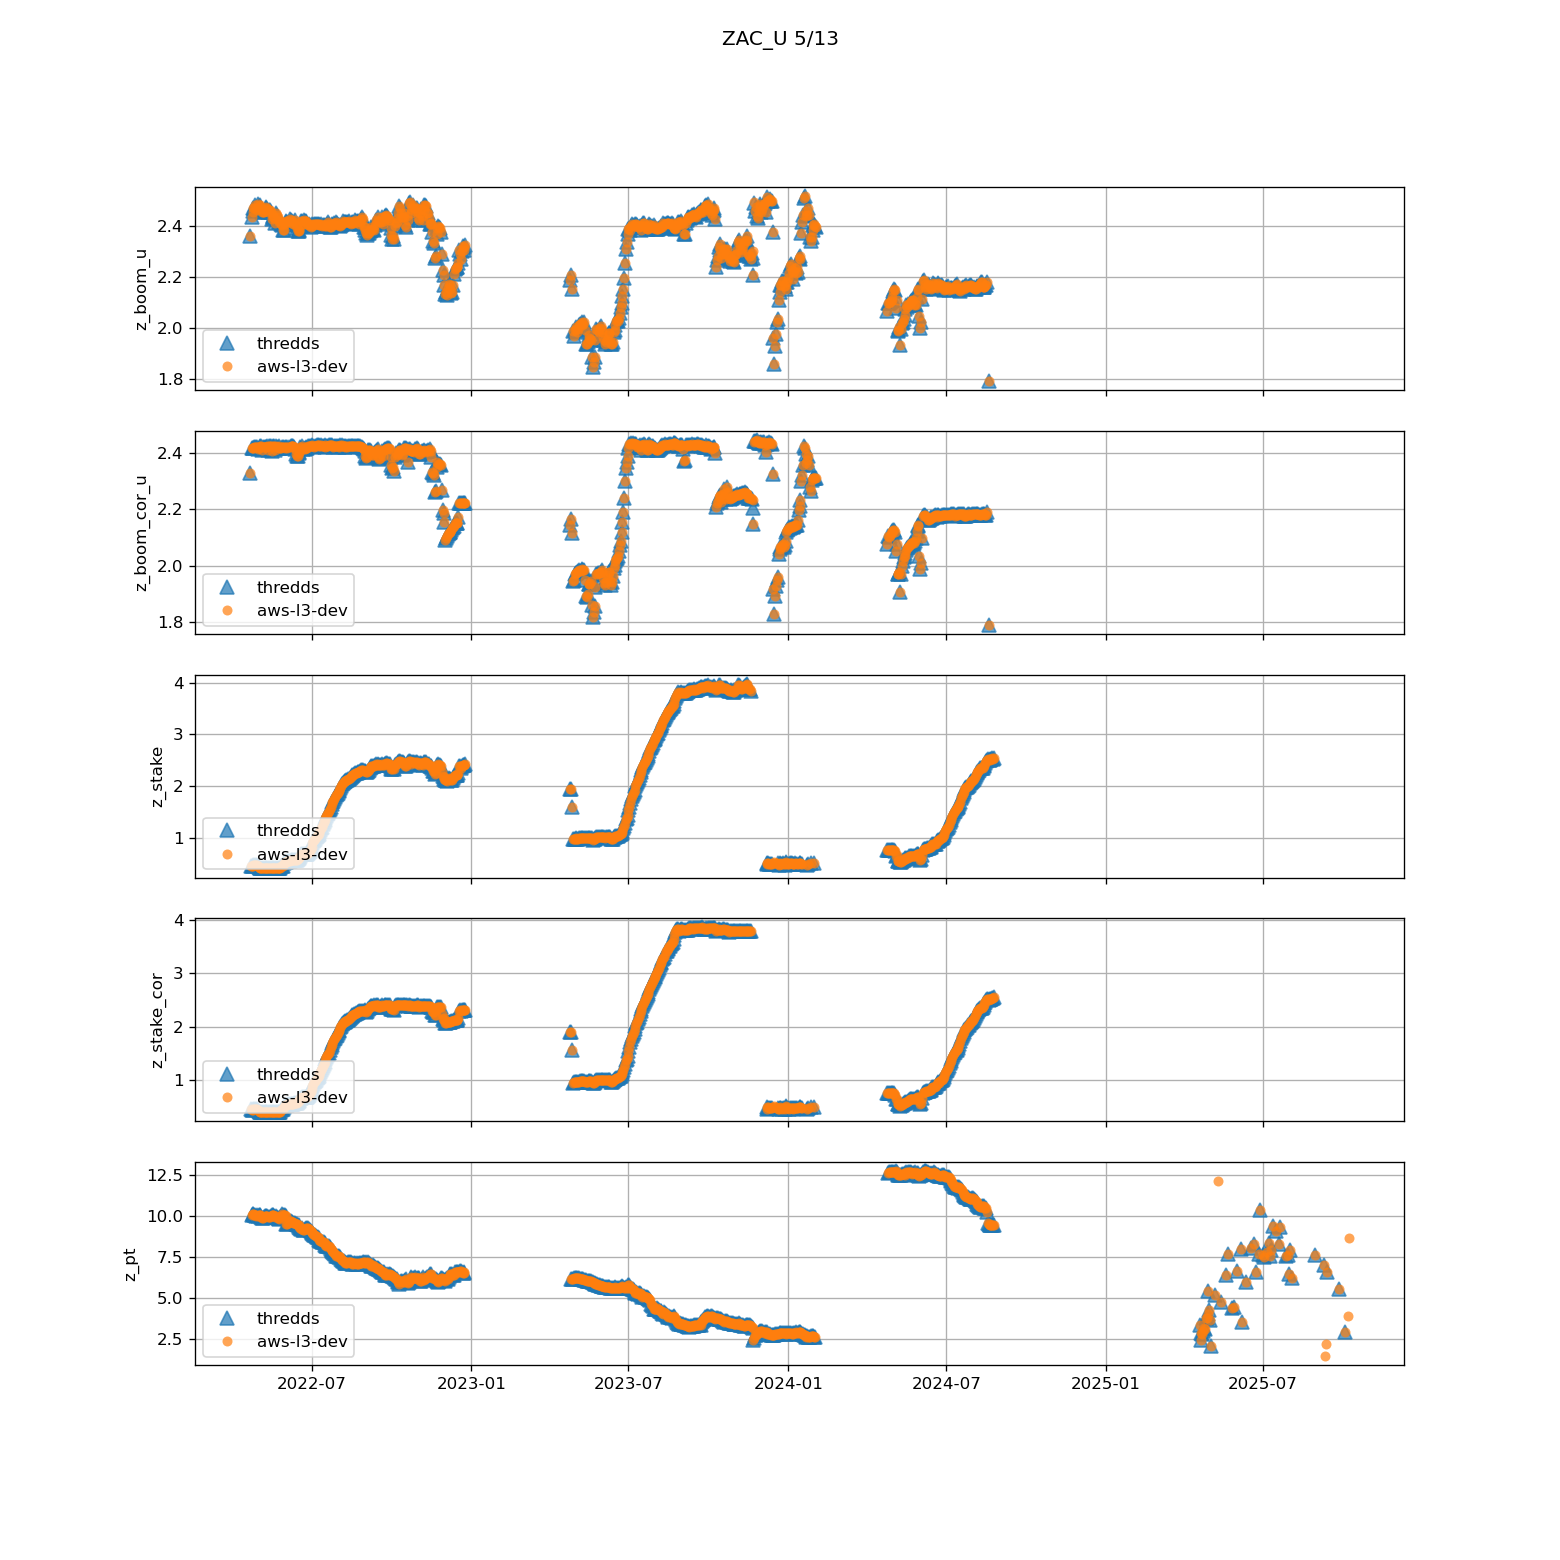 ZAC_U 5/13
z_boom_u
2.4
2.2
2.0
1.8
thredds
aws-l3-dev
z_boom_cor_u
2.4
2.2
2.0
1.8
thredds
aws-l3-dev
z_stake
4
3
2
1
thredds
aws-l3-dev
z_stake_cor
4
3
2
1
thredds
aws-l3-dev
z_pt
12.5
10.0
7.5
5.0
2.5
thredds
aws-l3-dev
2022-07 2023-01 2023-07 2024-01 2024-07 2025-01 2025-07